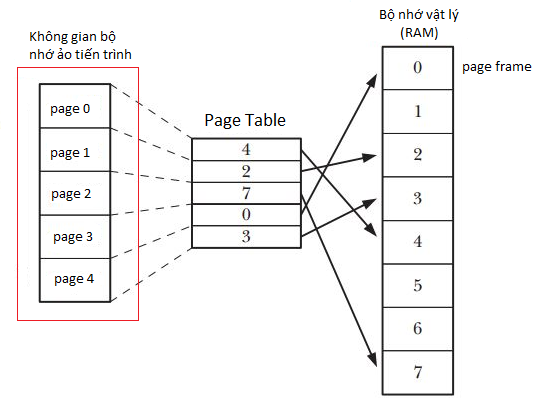 Không gian bộ
nhớ ảo tiến trình
page 0
page 1
page 2
page 3
page 4
Page Table
4
2
7
0
3
Bộ nhớ vật lý
(RAM)
page frame
0
1
2
3
4
5
6
7